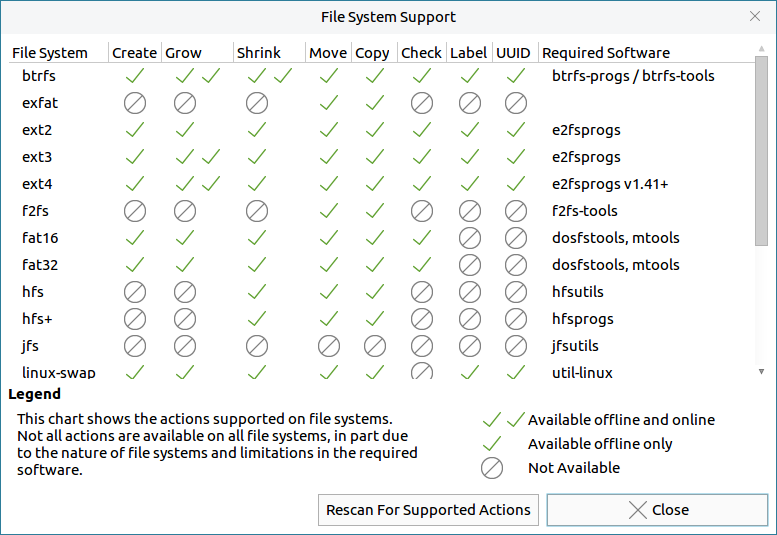 File System Support
File System Create Grow Shrink Move Copy Check Label UUID Required Software
btrfs btrfs-progs / btrfs-tools
exfat
ext2 e2fsprogs
ext3 e2fsprogs
ext4 e2fsprogs v1.41+
f2fs f2fs-tools
fat16 dosfstools, mtools
fat32 dosfstools, mtools
hfs hfsutils
hfs+ hfsprogs
jfs jfsutils
linux-swap util-linux
Legend
This chart shows the actions supported on file systems.
Not all actions are available on all file systems, in part due
to the nature of file systems and limitations in the required
software.
Available offline and online
Available offline only
Not Available
Rescan For Supported Actions Close